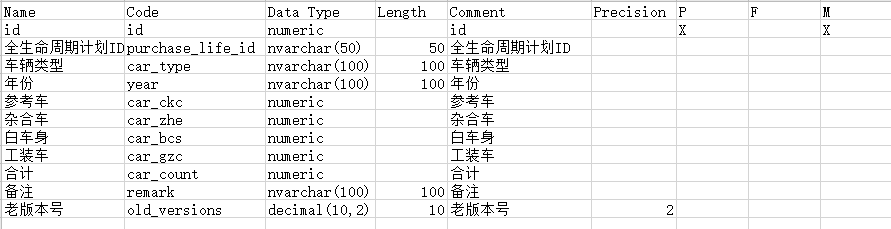 Name Code Data Type Length Comment Precision P F M
id id numeric id X X
全生命周期计划ID purchase_life_id nvarchar(50) 50 全生命周期计划ID
车辆类型 car_type nvarchar(100) 100 车辆类型
年份 year nvarchar(100) 100 年份
参考车 car_ckc numeric 参考车
杂合车 car_zhe numeric 杂合车
白车身 car_bcs numeric 白车身
工装车 car_gzc numeric 工装车
合计 car_count numeric 合计
备注 remark nvarchar(100) 100 备注
老版本号 old_versions decimal(10,2) 10 老版本号 2